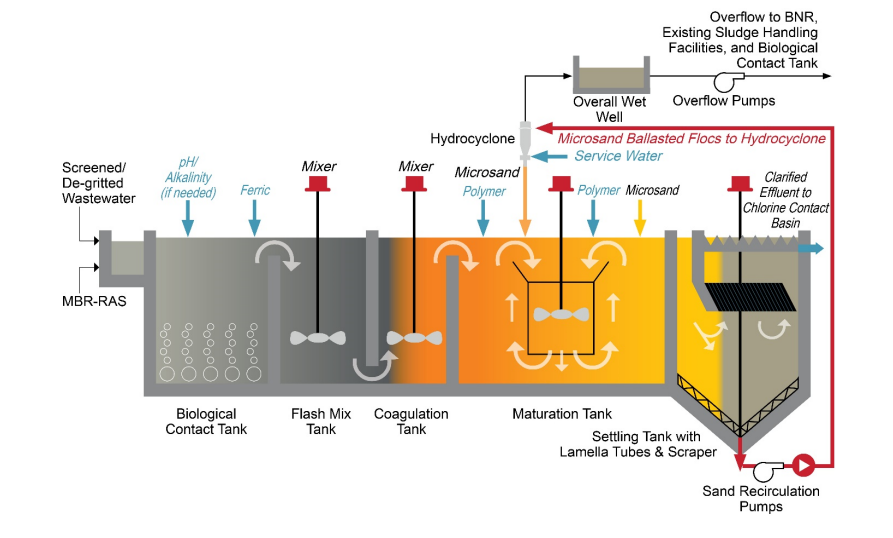 Overflow to BNR,
Existing Sludge Handling
Facilities, and Biological
Contact Tank
Overall Wet
Well
Overflow Pumps
Hydrocyclone
Microsand Ballasted Flocs to Hydrocyclone
Service Water
Screened/
De-gritted
Wastewater
pH/
Alkalinity
(if needed)
Ferric
Mixer
Mixer
Microsand
Polymer
Polymer
Microsand
Clarified
Effluent to
Chlorine Contact
Basin
MBR-RAS
Biological
Contact Tank
Flash Mix
Tank
Coagulation
Tank
Maturation Tank
Settling Tank with
Lamella Tubes & Scraper
Sand Recirculation
Pumps